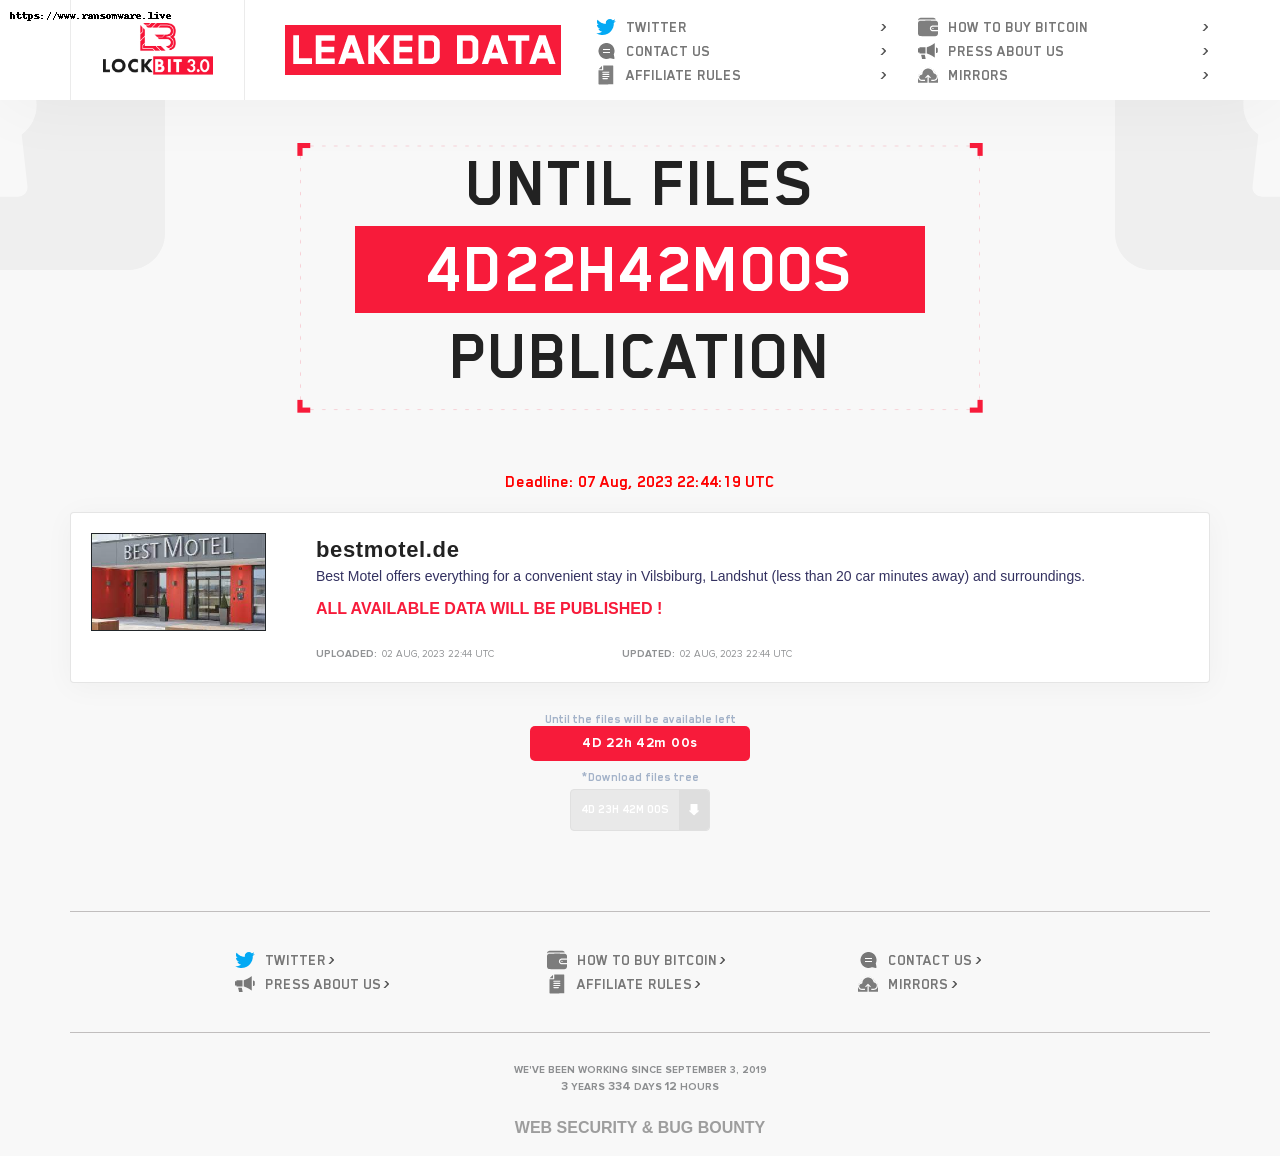 https://www.ransomware.live
LOCKBIT 3.0
LEAKED DATA
TWITTER
CONTACT US
AFFILIATE RULES
HOW TO BUY BITCOIN
PRESS ABOUT US
MIRRORS
UNTIL FILES
4D22H42M00S
PUBLICATION
Deadline: 07 Aug, 2023 22:44:19 UTC
BEST MOTEL
bestmotel.de
Best Motel offers everything for a convenient stay in Vilsbiburg, Landshut (less than 20 car minutes away) and surroundings.
ALL AVAILABLE DATA WILL BE PUBLISHED !
UPLOADED: 02 AUG, 2023 22:44 UTC UPDATED: 02 AUG, 2023 22:44 UTC
Until the files will be available left
4D 22h 42m 00s
*Download files tree
4D 23H 42M 00S
TWITTER
PRESS ABOUT US
HOW TO BUY BITCOIN
AFFILIATE RULES
CONTACT US
MIRRORS
WE'VE BEEN WORKING SINCE SEPTEMBER 3, 2019
3 YEARS 334 DAYS 12 HOURS
WEB SECURITY & BUG BOUNTY